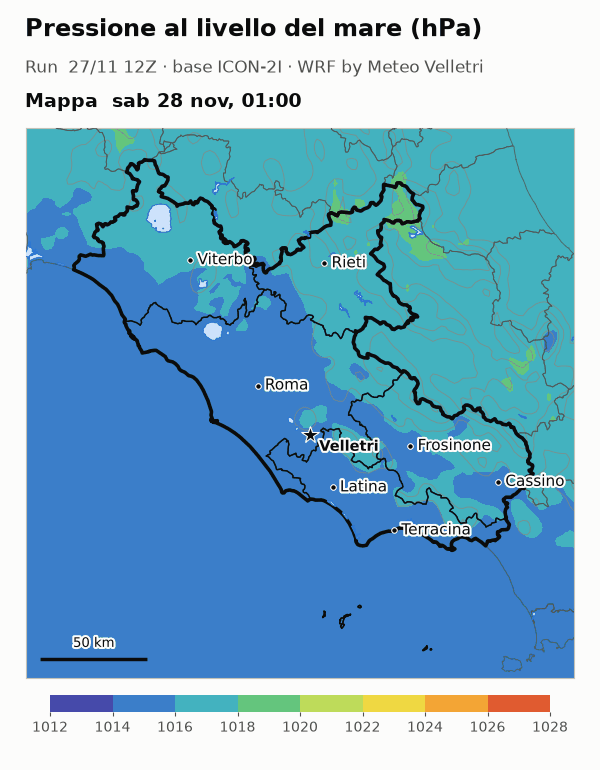 Pressione al livello del mare (hPa)
Run  27/11 12Z · base ICON-2I · WRF by Meteo Velletri
Mappa  sab 28 nov, 01:00
Viterbo
Rieti
Roma
Velletri
Frosinone
Latina
Cassino
Terracina
50 km
1012 1014 1016 1018 1020 1022 1024 1026 1028